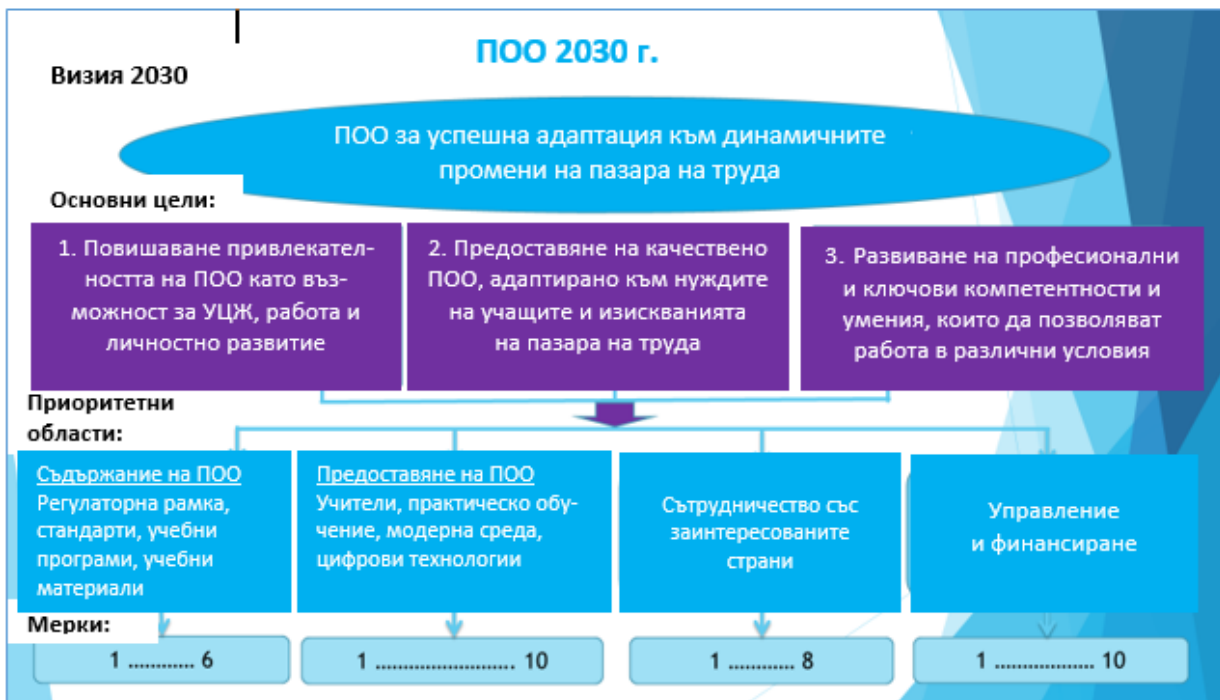 ПОО 2030 г.
Визия 2030
ПОО за успешна адаптация към динамичните
промени на пазара на труда
Основни цели:
1. Повишаване привлекател-
ността на ПОО като въз-
можност за УЦЖ, работа и
личностно развитие
2. Предоставяне на качествено
ПОО, адаптирано към нуждите
на учащите и изискванията
на пазара на труда
3. Развиване на професионални
и ключови компетентности и
умения, които да позволяват
работа в различни условия
Приоритетни
области:
Съдържание на ПОО
Регулаторна рамка,
стандарти, учебни
програми, учебни
материали
Предоставяне на ПОО
Учители, практическо обу-
чение, модерна среда,
цифрови технологии
Сътрудничество със
заинтересованите
страни
Управление
и финансиране
Мерки:
1 ............ 6
1 ......................... 10
1 ............ 8
1 ................... 10